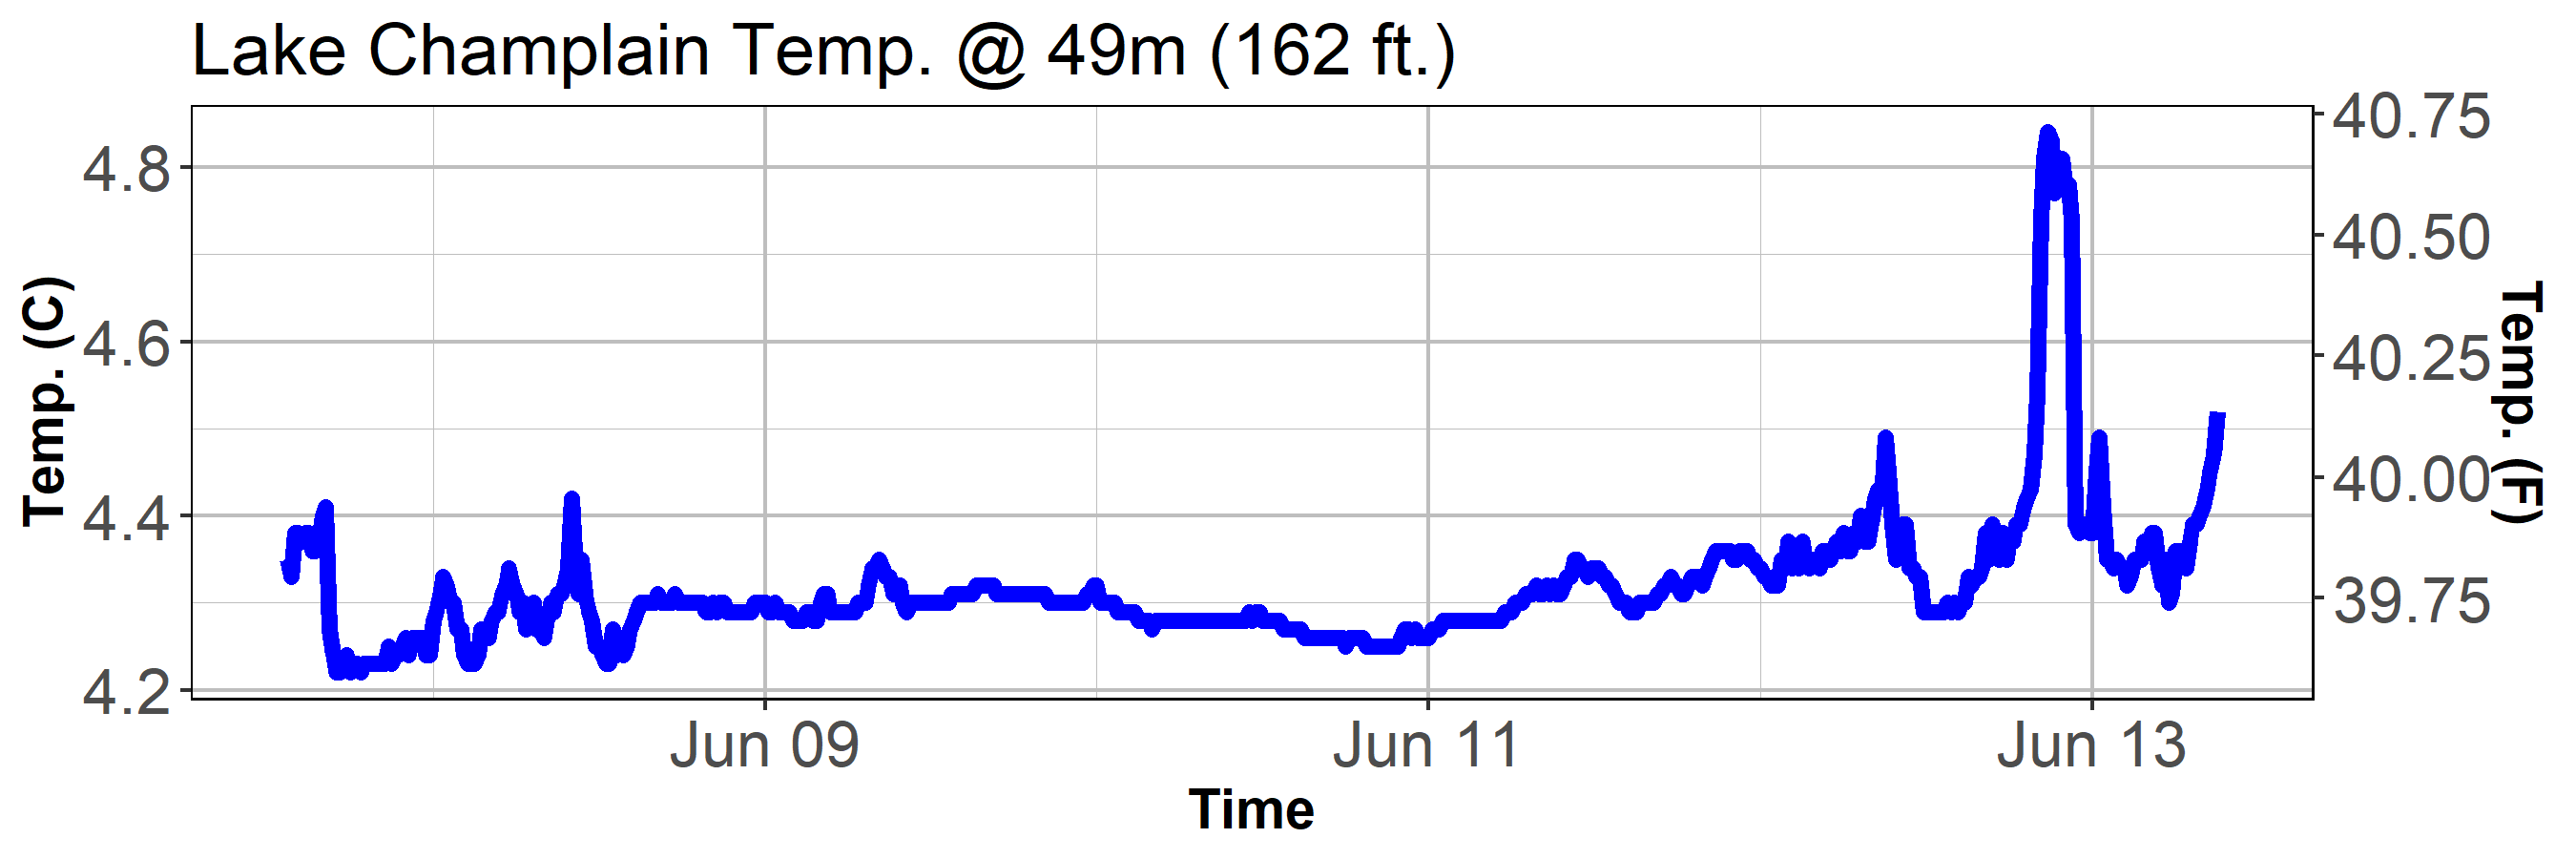 Lake Champlain Temp. @ 49m (162 ft.)
Temp. (C)
4.8
4.6
4.4
4.2
40.75
40.50
40.25
40.00
39.75
Temp. (F)
Jun 09
Jun 11
Jun 13
Time